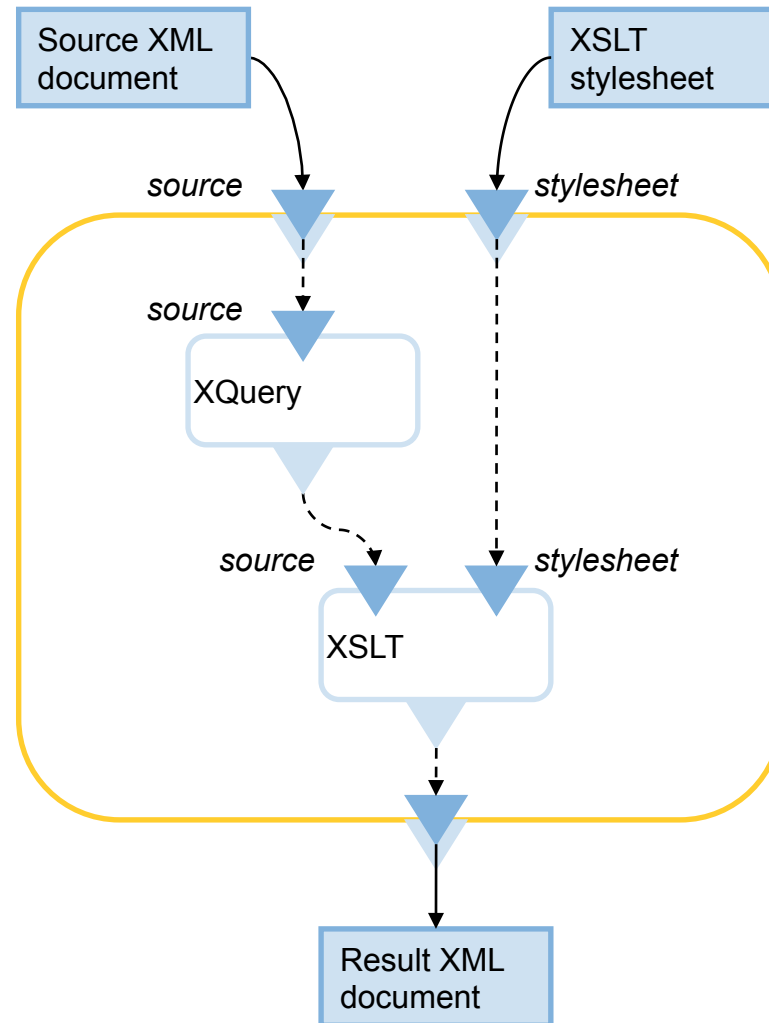 Source XML
document
XSLT
stylesheet
source
stylesheet
source
XQuery
source
stylesheet
XSLT
Result XML
document